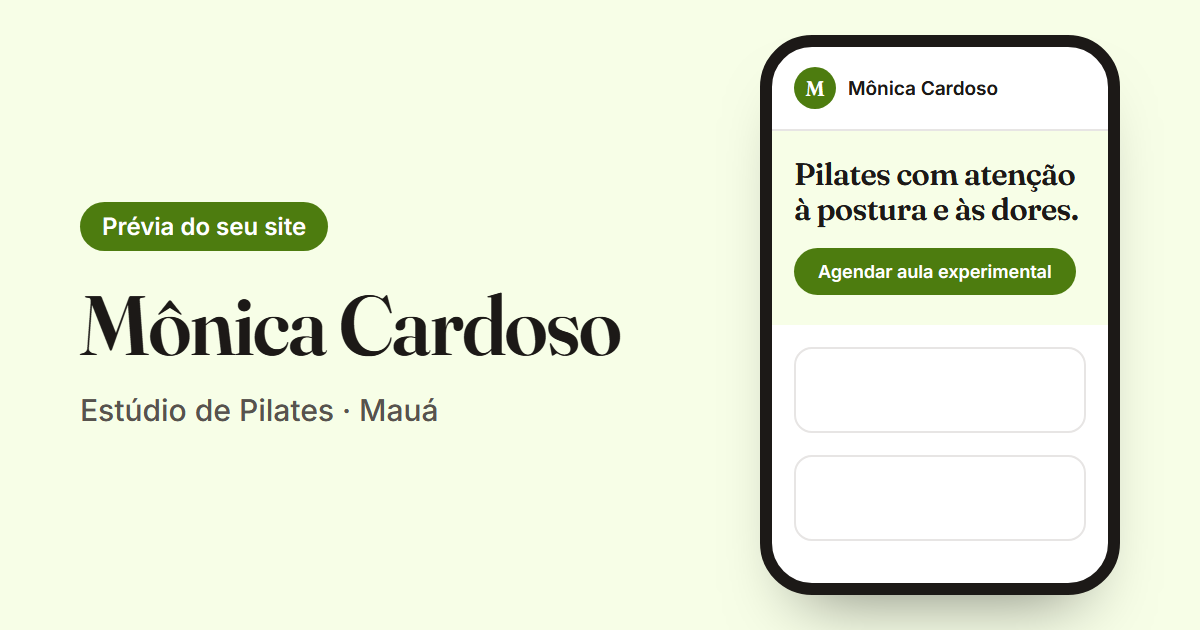 Prévia do seu site
Mônica Cardoso
Estúdio de Pilates · Mauá
M
Mônica Cardoso
Pilates com atenção
à postura e às dores.
Agendar aula experimental